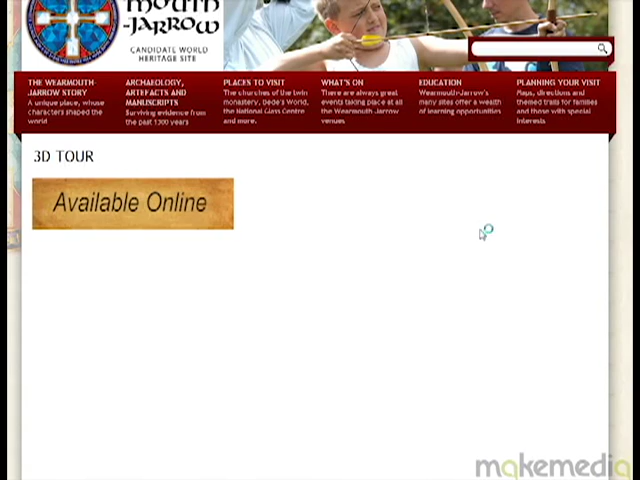 MOUTH
-JARROW
CANDIDATE WORLD
HERITAGE SITE
THE WEARMOUTH-
JARROW STORY
A unique place, whose
characters shaped the
world
ARCHAEOLOGY,
ARTEFACTS AND
MANUSCRIPTS
Surviving evidence from
the past 1300 years
PLACES TO VISIT
The churches of the twin
monastery, Bede's World,
the National Glass Centre
and more.
WHAT'S ON
There are always great
events taking place at all
the Wearmouth-Jarrow
venues
EDUCATION
Wearmouth-Jarrow's
many sites offer a wealth
of learning opportunities
PLANNING YOUR VISIT
Maps, directions and
themed trails for families
and those with special
interests
3D TOUR
Available Online
makemedia